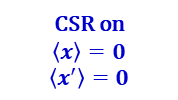 CSR on
⟨x⟩ = 0
⟨x′⟩ = 0